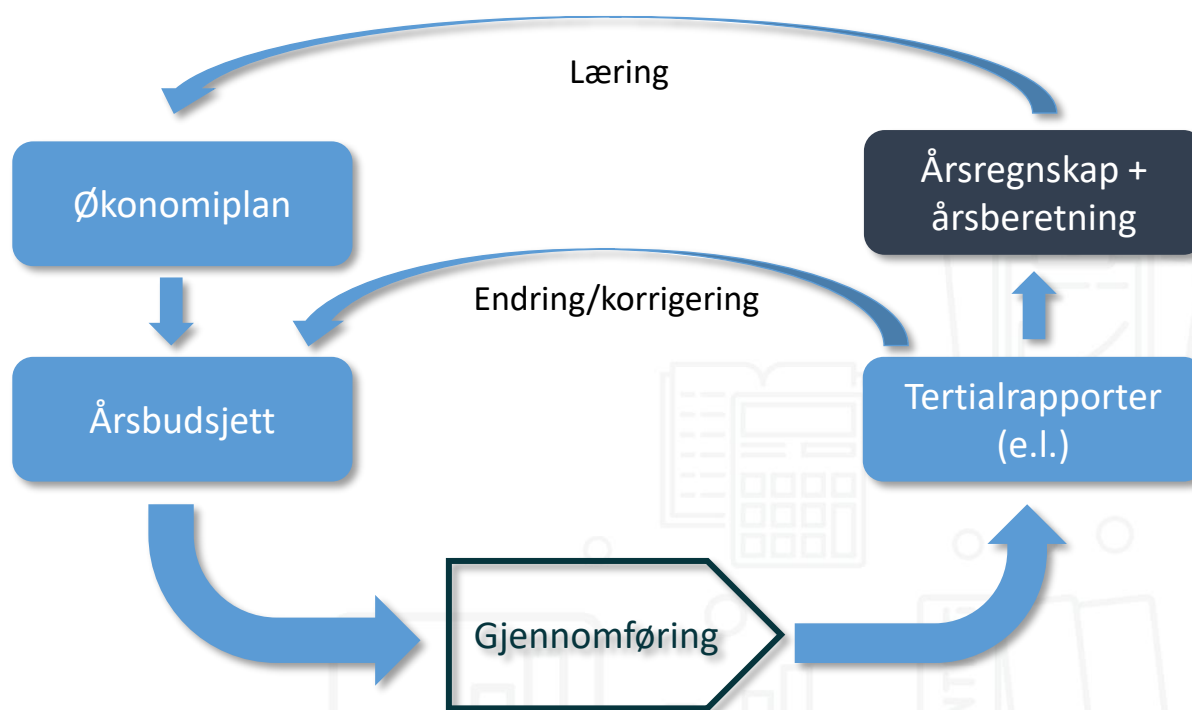 Læring
Økonomiplan
Årsregnskap +
årsberetning
Endring/korrigering
Årsbudsjett
Tertialrapporter
(e.l.)
Gjennomføring